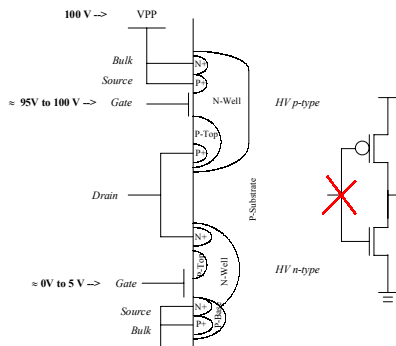 100 V --> VPP
Bulk N+
Source P+
N-Well
≈ 95V to 100 V --> Gate HV p-type
P-Top
P+
Drain
P-Substrate
N+
P-Top
N-Well
HV n-type
≈ 0V to 5 V --> Gate
Source N+
P-Base
Bulk P+